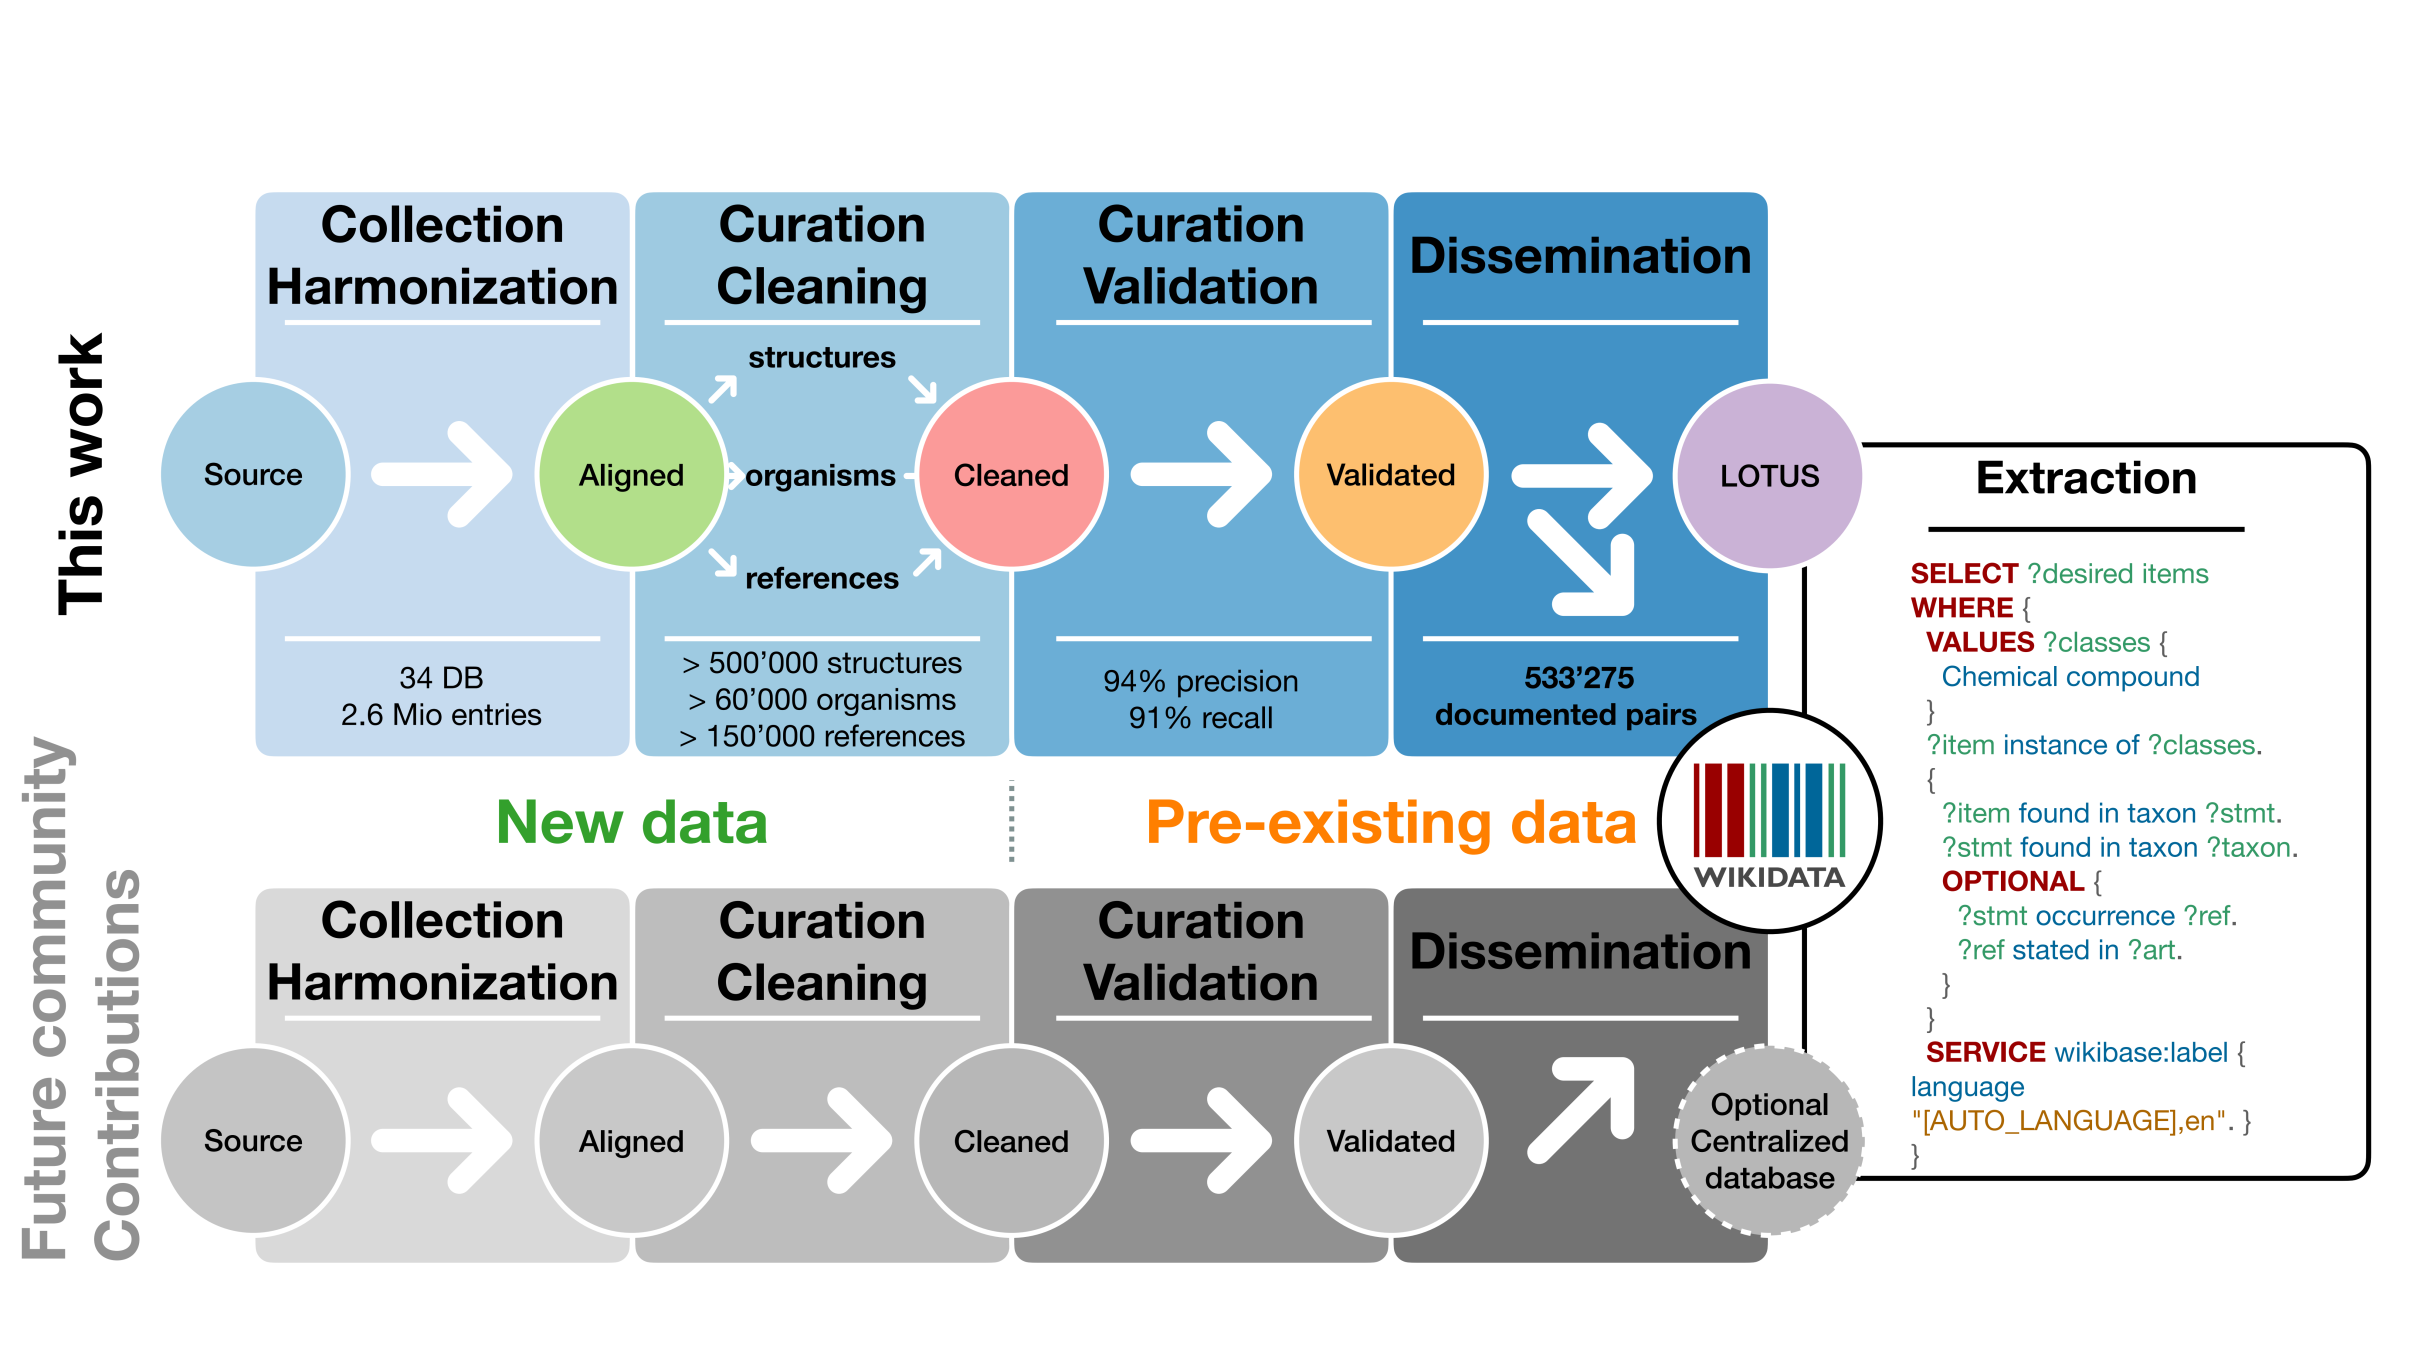 This work
Collection
Harmonization
Source
34 DB
2.6 Mio entries
Curation
Cleaning
Aligned
structures
organisms
references
> 500’000 structures
> 60’000 organisms
> 150’000 references
Curation
Validation
Cleaned
94% precision
91% recall
Dissemination
Validated
LOTUS
533’275
documented pairs
New data
Pre-existing data
WIKIDATA
Future community
Contributions
Collection
Harmonization
Source
Curation
Cleaning
Aligned
Curation
Validation
Cleaned
Dissemination
Validated
Optional
Centralized
database
Extraction
SELECT ?desired items
WHERE {
VALUES ?classes {
Chemical compound
}
?item instance of ?classes.
{
?item found in taxon ?stmt.
?stmt found in taxon ?taxon.
OPTIONAL {
?stmt occurrence ?ref.
?ref stated in ?art.
}
}
SERVICE wikibase:label {
language
"[AUTO_LANGUAGE],en". }
}